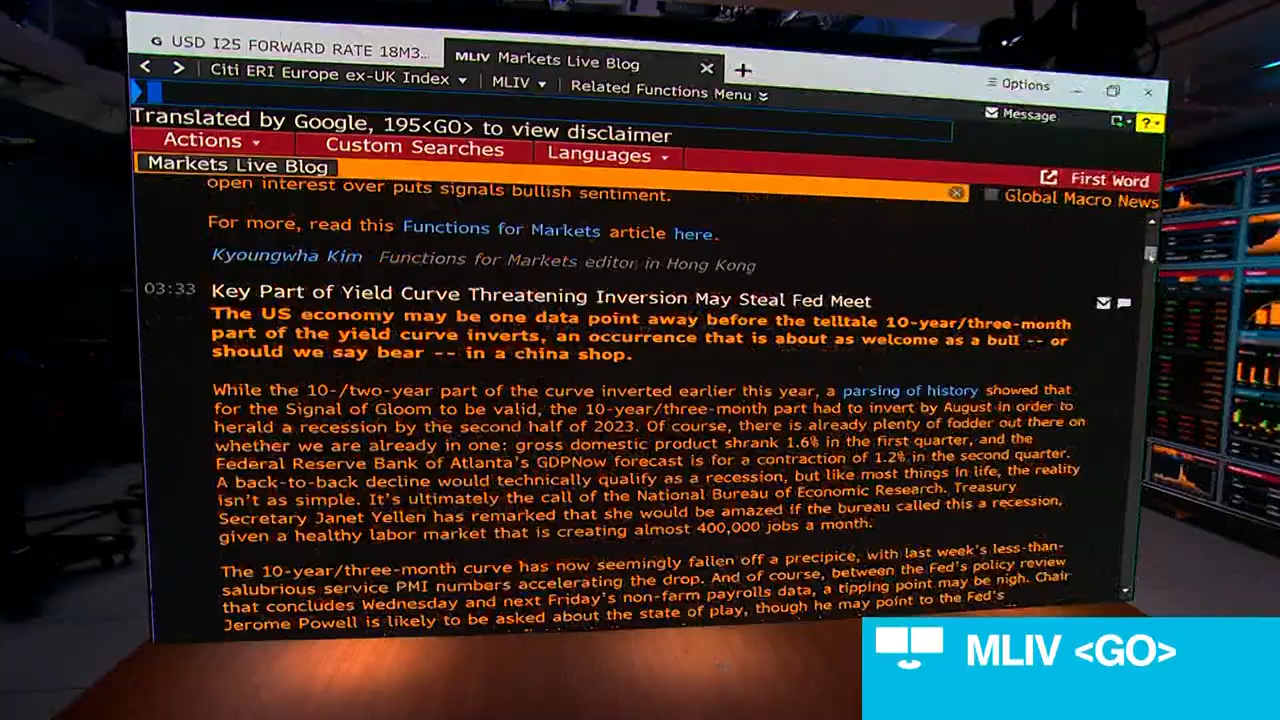 G USD I25 FORWARD RATE 18M3...
MLIV Markets Live Blog
Citi ERI Europe ex-UK Index
MLIV
Related Functions Menu
Options
Message
?
Translated by Google, 195<GO> to view disclaimer
Actions
Custom Searches
Languages
First Word
Markets Live Blog
Global Macro News
open interest over puts signals bullish sentiment.
For more, read this Functions for Markets article here.
Kyoungwha Kim Functions for Markets editor in Hong Kong
03:33 Key Part of Yield Curve Threatening Inversion May Steal Fed Meet
The US economy may be one data point away before the telltale 10-year/three-month
part of the yield curve inverts, an occurrence that is about as welcome as a bull -- or
should we say bear -- in a china shop.
While the 10-/two-year part of the curve inverted earlier this year, a parsing of history showed that
for the Signal of Gloom to be valid, the 10-year/three-month part had to invert by August in order to
herald a recession by the second half of 2023. Of course, there is already plenty of fodder out there on
whether we are already in one: gross domestic product shrank 1.6% in the first quarter, and the
Federal Reserve Bank of Atlanta's GDPNow forecast is for a contraction of 1.2% in the second quarter.
A back-to-back decline would technically qualify as a recession, but like most things in life, the reality
isn't as simple. It's ultimately the call of the National Bureau of Economic Research. Treasury
Secretary Janet Yellen has remarked that she would be amazed if the bureau called this a recession,
given a healthy labor market that is creating almost 400,000 jobs a month.
The 10-year/three-month curve has now seemingly fallen off a precipice, with last week's less-than-
salubrious service PMI numbers accelerating the drop. And of course, between the Fed's policy review
that concludes Wednesday and next Friday's non-farm payrolls data, a tipping point may be nigh. Chair
Jerome Powell is likely to be asked about the state of play, though he may point to the Fed's
MLIV <GO>